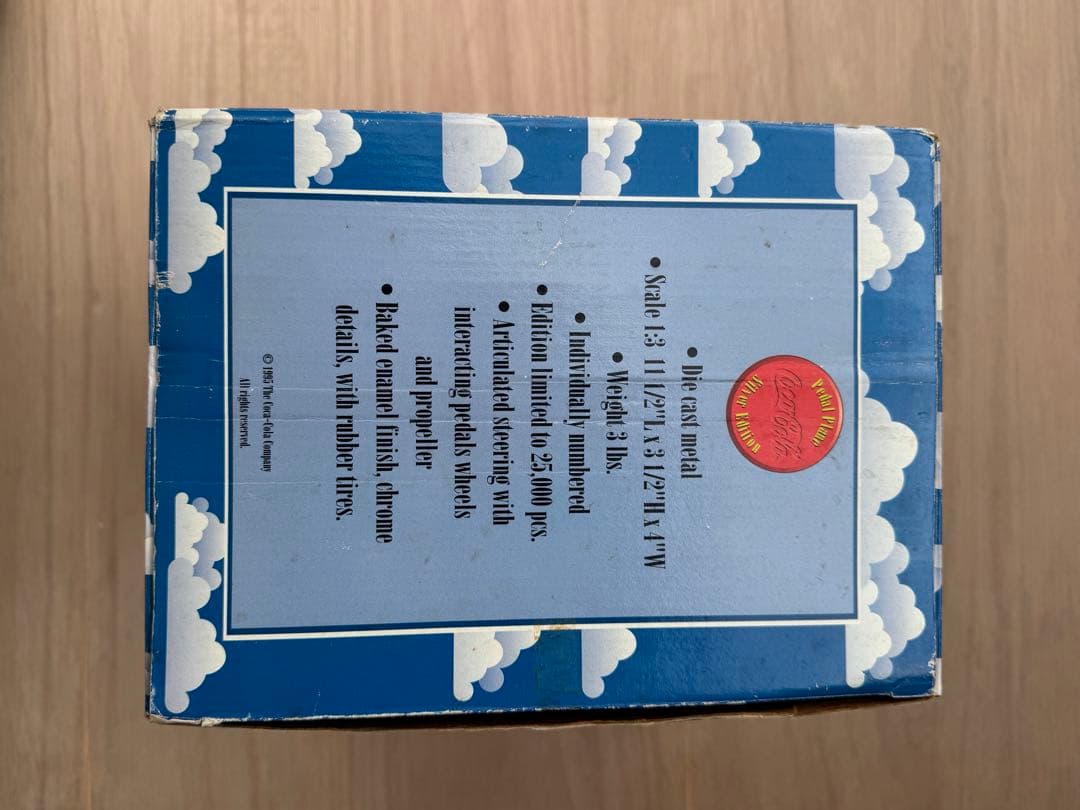 Pedal Plane
Coca-Cola
Silver Edition
• Die cast metal
• Scale 1:3 11 1/2"L x 3 1/2"H x 4"W
• Weight 3 lbs.
• Individually numbered
• Edition limited to 25,000 pcs.
• Articulated steering with
interacting pedals wheels
and propeller
• Baked enamel finish, chrome
details, with rubber tires.
© 1995 The Coca-Cola Company
All rights reserved.